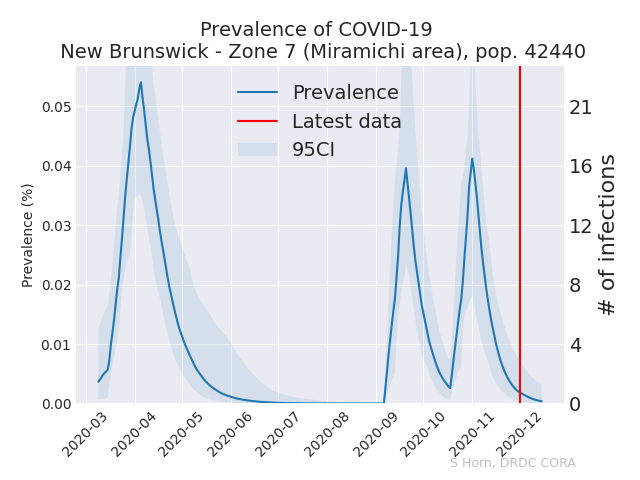 Prevalence of COVID-19
New Brunswick - Zone 7 (Miramichi area), pop. 42440
Prevalence
Latest data
95CI
Prevalence (%)
0.05
0.04
0.03
0.02
0.01
0.00
21
16
12
8
4
0
# of infections
2020-03
2020-04
2020-05
2020-06
2020-07
2020-08
2020-09
2020-10
2020-11
2020-12
S Horn, DRDC CORA